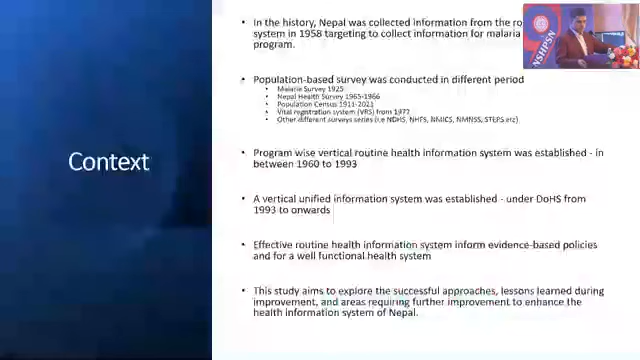 Context
• In the history, Nepal was collected information from the ro
system in 1958 targeting to collect information for malaria
program.
• Population-based survey was conducted in different period
• Malaria Survey 1925
• Nepal Health Survey 1965-1966
• Population Census 1911-2021
• Vital registration system (VRS) from 1977
• Other different surveys series (i.e NDHS, NHFS, NMICS, NMNSS, STEPS etc)
• Program wise vertical routine health information system was established - in
between 1960 to 1993
• A vertical unified information system was established - under DoHS from
1993 to onwards
• Effective routine health information system inform evidence-based policies
and for a well functional health system
• This study aims to explore the successful approaches, lessons learned during
improvement, and areas requiring further improvement to enhance the
health information system of Nepal.
NSHPSN